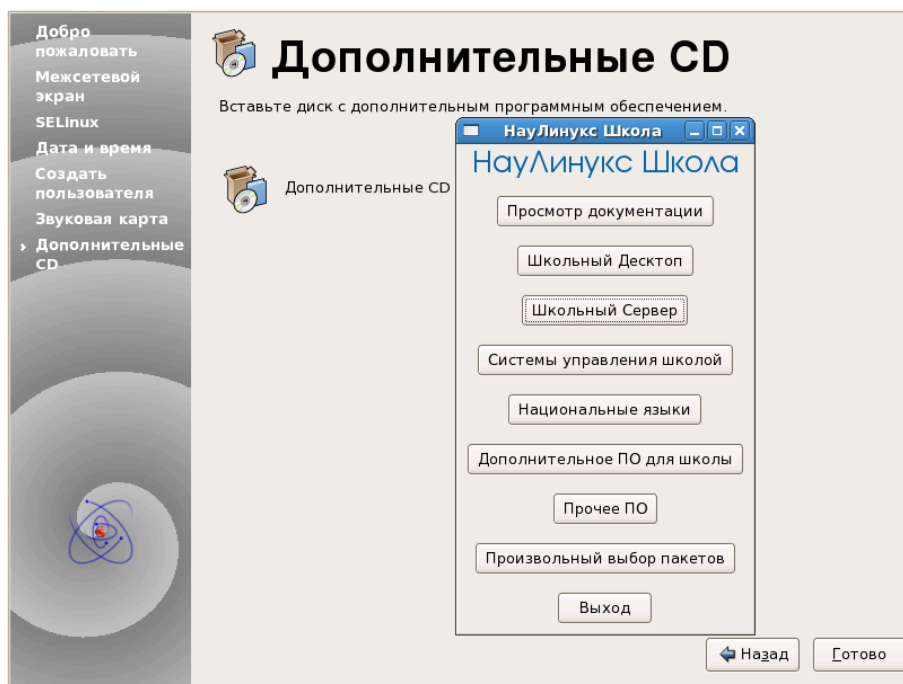 Добро
пожаловать
Межсетевой
экран
SELinux
Дата и время
Создать
пользователя
Звуковая карта
Дополнительные
CD
Дополнительные CD
Вставьте диск с дополнительным программным обеспечением.
Дополнительные CD
НауЛинукс Школа
НауЛинукс Школа
Просмотр документации
Школьный Десктоп
Школьный Сервер
Системы управления школой
Национальные языки
Дополнительное ПО для школы
Прочее ПО
Произвольный выбор пакетов
Выход
Назад
Готово